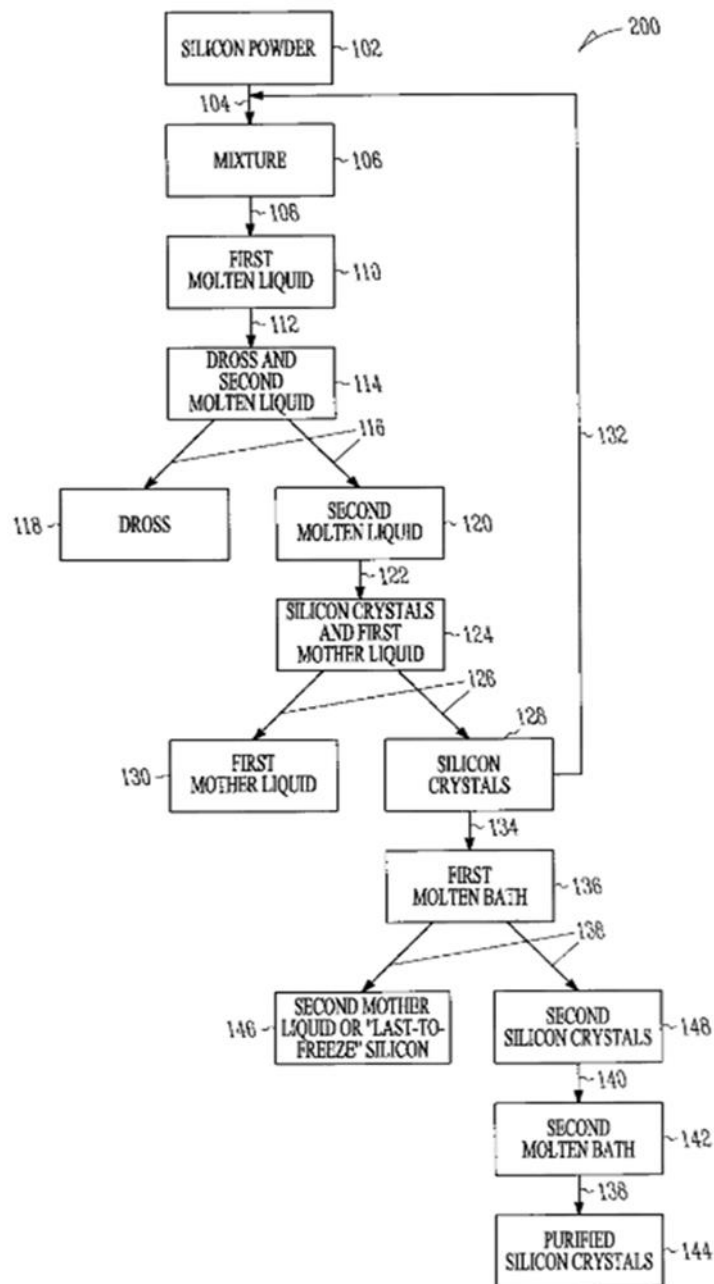 200
SILICON POWDER
102
104
MIXTURE
106
108
FIRST
MOLTEN LIQUID
110
112
DROSS AND
SECOND
MOLTEN LIQUID
114
116
132
118
DROSS
SECOND
MOLTEN LIQUID
120
122
SILICON CRYSTALS
AND FIRST
MOTHER LIQUID
124
126
128
130
FIRST
MOTHER LIQUID
SILICON
CRYSTALS
134
FIRST
MOLTEN BATH
136
138
146
SECOND MOTHER
LIQUID OR "LAST-TO-
FREEZE" SILICON
SECOND
SILICON CRYSTALS
148
140
SECOND
MOLTEN BATH
142
138
PURIFIED
SILICON CRYSTALS
144